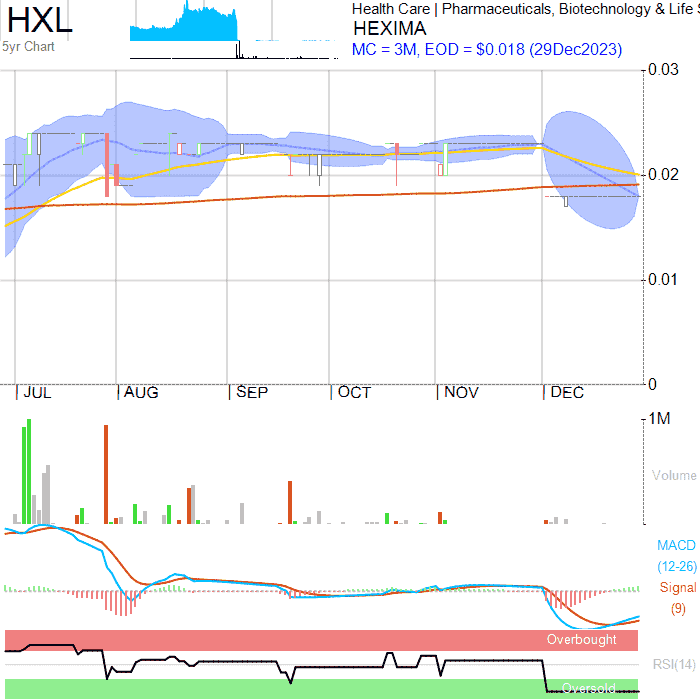 HXL
5yr Chart
Health Care | Pharmaceuticals, Biotechnology & Life S
HEXIMA
MC = 3M, EOD = $0.018 (29Dec2023)
0.03
0.02
0.01
0
JUL AUG SEP OCT NOV DEC
1M
Volume
MACD
(12-26)
Signal
(9)
Overbought
RSI(14)
Oversold